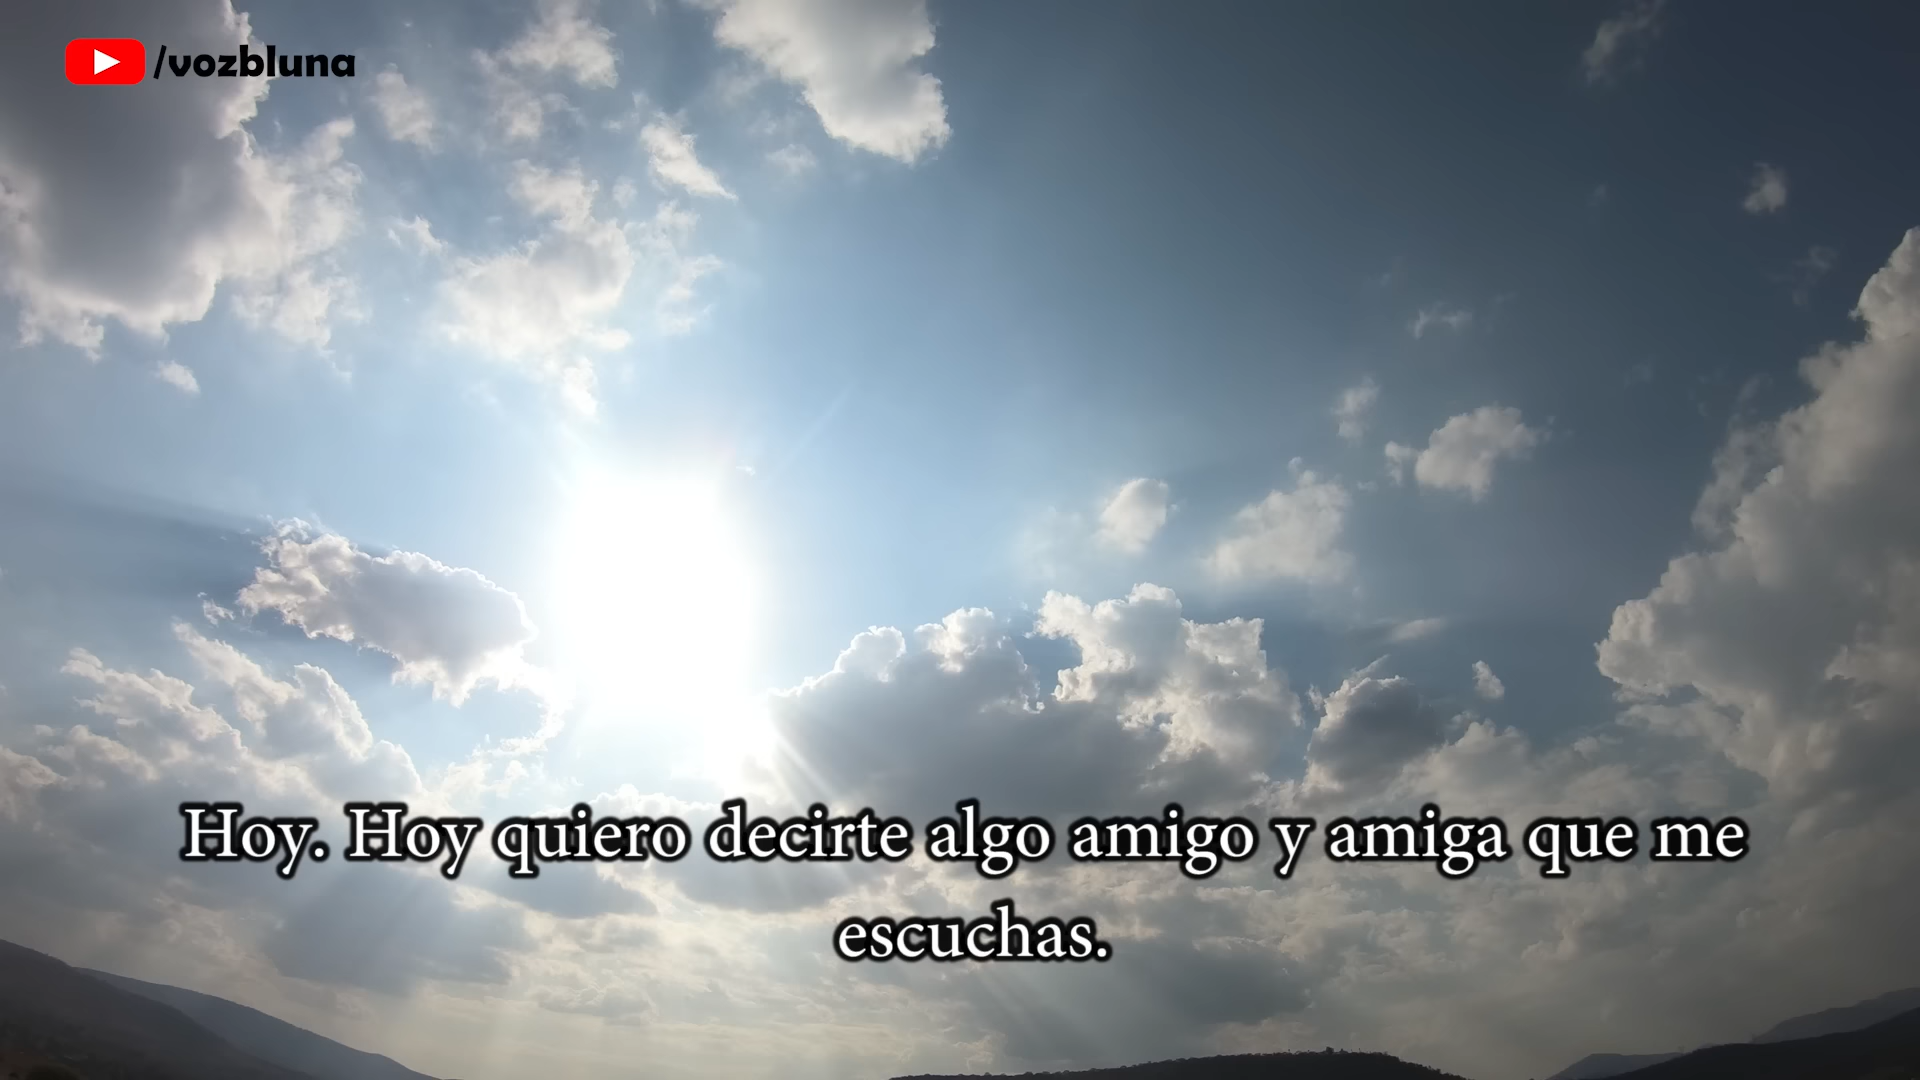 /vozbluna
Hoy. Hoy quiero decirte algo amigo y amiga que me
escuchas.